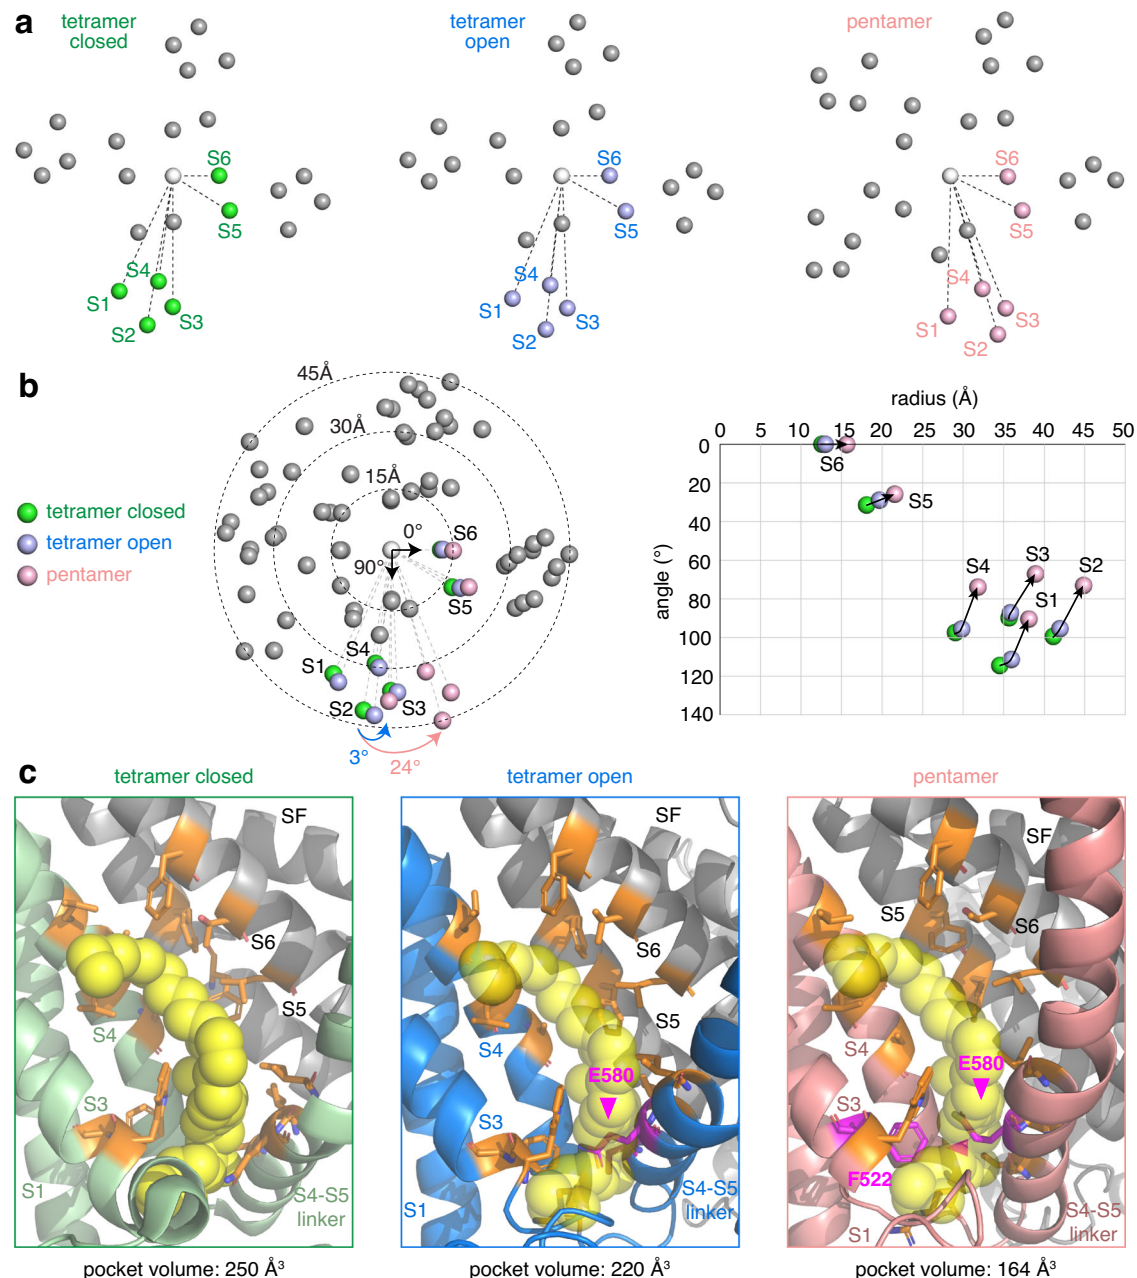 a
tetramer
closed
tetramer
open
pentamer
S6
S5
S4
S1
S2
S3
S6
S5
S4
S1
S2
S3
S6
S5
S4
S1
S2
S3
b
45Å
30Å
15Å
0°
90°
S6
S5
S4
S1
S2
S3
3°
24°
tetramer closed
tetramer open
pentamer
radius (Å)
0 5 10 15 20 25 30 35 40 45 50
angle (°)
0
20
40
60
80
100
120
140
S6
S5
S4
S3
S2
S1
c
tetramer closed
tetramer open
pentamer
SF
S6
S5
S4
S3
S1
S4-S5
linker
SF
S6
S5
S4
E580
S3
S1
S4-S5
linker
SF
S5
S6
S4
E580
S3
F522
S1
S4-S5
linker
pocket volume: 250 Å³
pocket volume: 220 Å³
pocket volume: 164 Å³